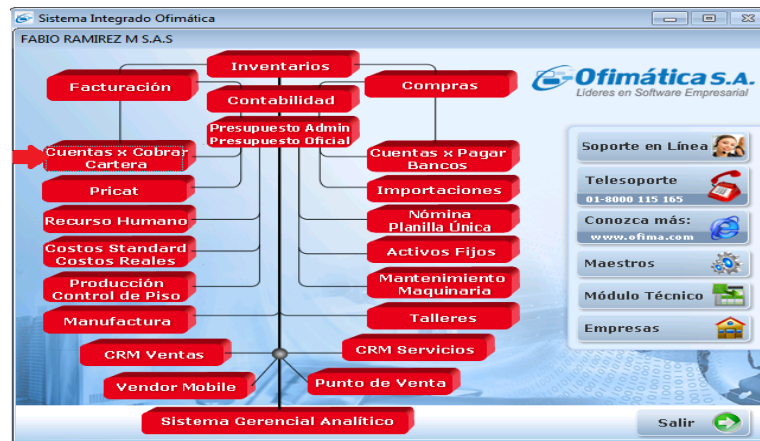 Sistema Integrado Ofimática
FABIO RAMIREZ M S.A.S
Inventarios
Facturación
Compras
Contabilidad
Presupuesto Admin
Presupuesto Oficial
Cuentas x Cobrar
Cartera
Cuentas x Pagar
Bancos
Pricat
Importaciones
Recurso Humano
Nómina
Planilla Única
Costos Standard
Costos Reales
Activos Fijos
Producción
Control de Piso
Mantenimiento
Maquinaria
Manufactura
Talleres
CRM Ventas
CRM Servicios
Vendor Mobile
Punto de Venta
Sistema Gerencial Analítico
Ofimática S.A.
Líderes en Software Empresarial
Soporte en Línea
Telesoporte
01-8000 115 165
Conozca más:
www.ofima.com
Maestros
Módulo Técnico
Empresas
Salir